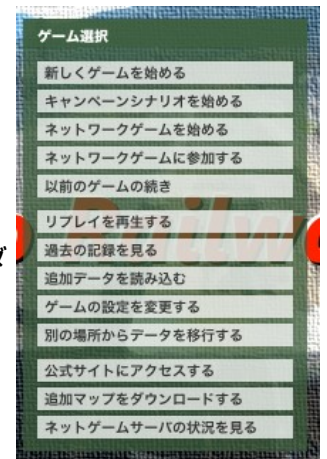 ゲーム選択
新しくゲームを始める
キャンペーンシナリオを始める
ネットワークゲームを始める
ネットワークゲームに参加する
以前のゲームの続き
リプレイを再生する
過去の記録を見る
追加データを読み込む
ゲームの設定を変更する
別の場所からデータを移行する
公式サイトにアクセスする
追加マップをダウンロードする
ネットゲームサーバの状況を見る